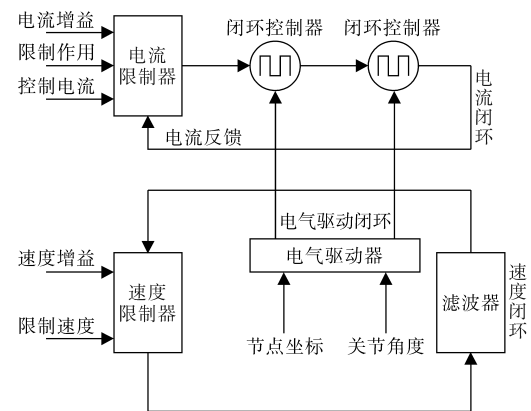 电流增益
限制作用
控制电流
电流
限制器
闭环控制器
闭环控制器
电流闭环
电流反馈
电气驱动闭环
电气驱动器
速度增益
限制速度
速度
限制器
滤波器
速度闭环
节点坐标
关节角度